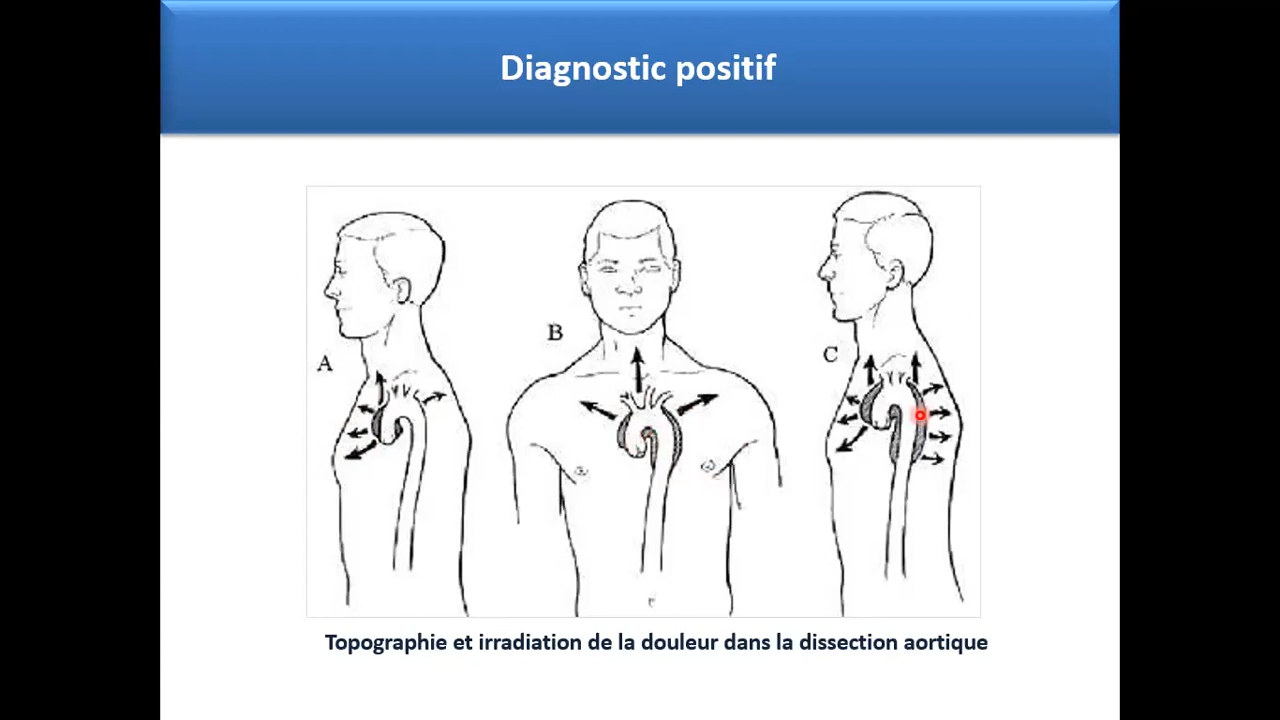 Diagnostic positif
A
B
C
Topographie et irradiation de la douleur dans la dissection aortique